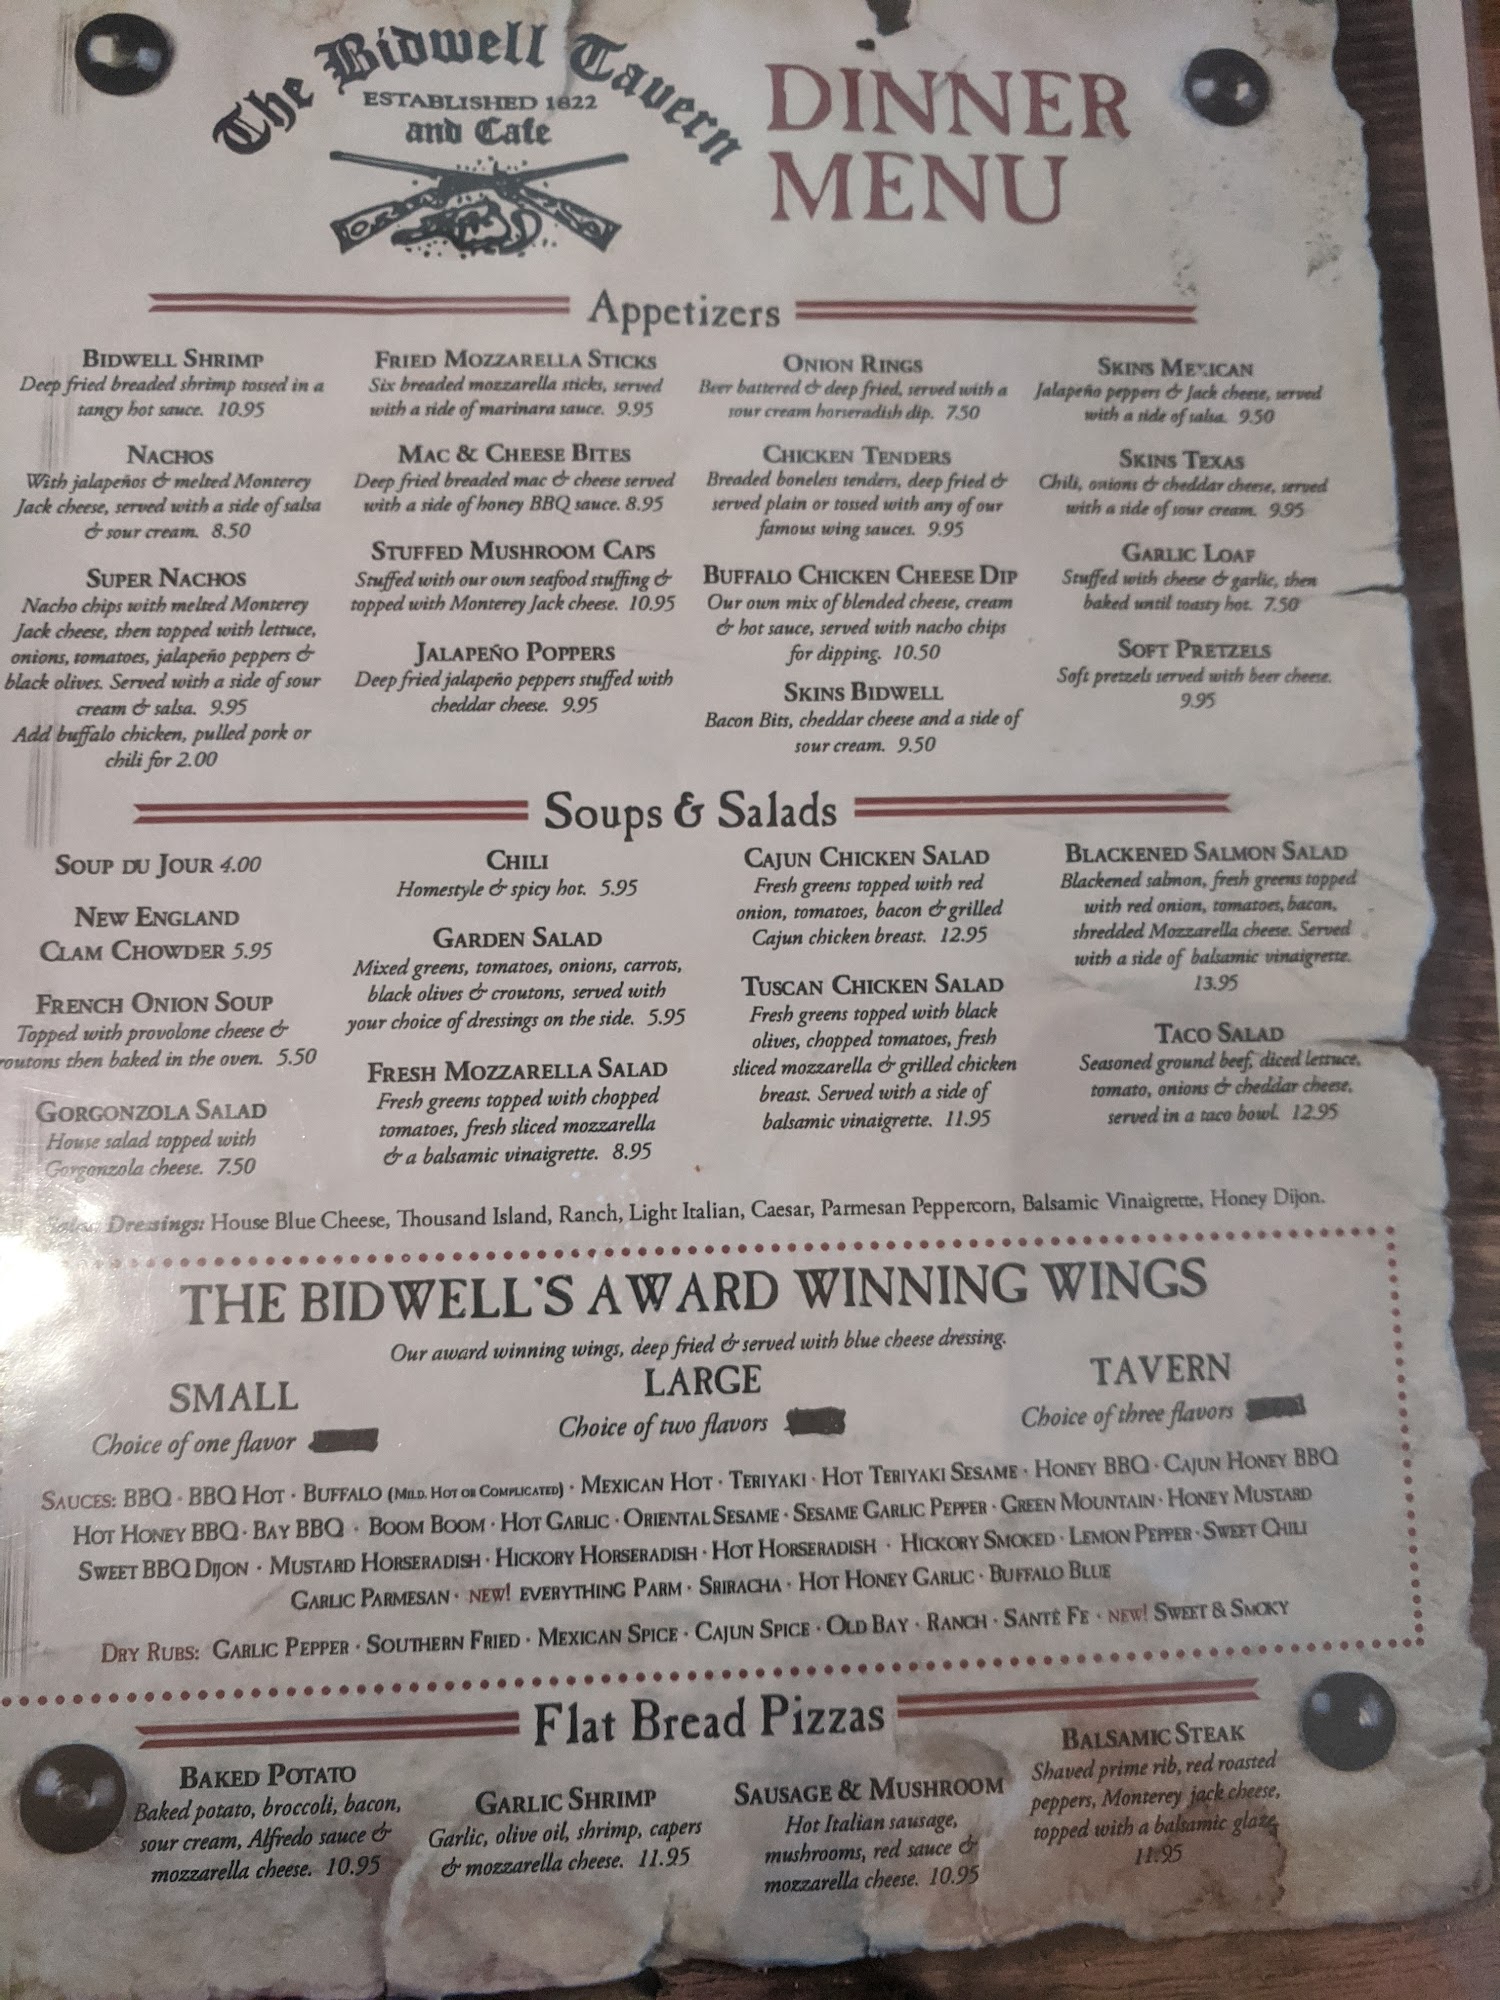 The Bidwell Tavern
ESTABLISHED 1822
and Cafe
DINNER
MENU
Appetizers
BIDWELL SHRIMP
Deep fried breaded shrimp tossed in a
tangy hot sauce. 10.95
NACHOS
With jalapeños & melted Monterey
Jack cheese, served with a side of salsa
& sour cream. 8.50
SUPER NACHOS
Nacho chips with melted Monterey
Jack cheese, then topped with lettuce,
onions, tomatoes, jalapeño peppers &
black olives. Served with a side of sour
cream & salsa. 9.95
Add buffalo chicken, pulled pork or
chili for 2.00
FRIED MOZZARELLA STICKS
Six breaded mozzarella sticks, served
with a side of marinara sauce. 9.95
MAC & CHEESE BITES
Deep fried breaded mac & cheese served
with a side of honey BBQ sauce. 8.95
STUFFED MUSHROOM CAPS
Stuffed with our own seafood stuffing &
topped with Monterey Jack cheese. 10.95
JALAPEÑO POPPERS
Deep fried jalapeño peppers stuffed with
cheddar cheese. 9.95
ONION RINGS
Beer battered & deep fried, served with a
sour cream horseradish dip. 7.50
CHICKEN TENDERS
Breaded boneless tenders, deep fried &
served plain or tossed with any of our
famous wing sauces. 9.95
BUFFALO CHICKEN CHEESE DIP
Our own mix of blended cheese, cream
& hot sauce, served with nacho chips
for dipping. 10.50
SKINS BIDWELL
Bacon Bits, cheddar cheese and a side of
sour cream. 9.50
SKINS MEXICAN
Jalapeño peppers & Jack cheese, served
with a side of salsa. 9.50
SKINS TEXAS
Chili, onions & cheddar cheese, served
with a side of sour cream. 9.95
GARLIC LOAF
Stuffed with cheese & garlic, then
baked until toasty hot. 7.50
SOFT PRETZELS
Soft pretzels served with beer cheese.
9.95
Soups & Salads
SOUP DU JOUR 4.00
NEW ENGLAND
CLAM CHOWDER 5.95
FRENCH ONION SOUP
Topped with provolone cheese &
routons then baked in the oven. 5.50
GORGONZOLA SALAD
House salad topped with
Gorgonzola cheese. 7.50
CHILI
Homestyle & spicy hot. 5.95
GARDEN SALAD
Mixed greens, tomatoes, onions, carrots,
black olives & croutons, served with
your choice of dressings on the side. 5.95
FRESH MOZZARELLA SALAD
Fresh greens topped with chopped
tomatoes, fresh sliced mozzarella
& a balsamic vinaigrette. 8.95
CAJUN CHICKEN SALAD
Fresh greens topped with red
onion, tomatoes, bacon & grilled
Cajun chicken breast. 12.95
TUSCAN CHICKEN SALAD
Fresh greens topped with black
olives, chopped tomatoes, fresh
sliced mozzarella & grilled chicken
breast. Served with a side of
balsamic vinaigrette. 11.95
BLACKENED SALMON SALAD
Blackened salmon, fresh greens topped
with red onion, tomatoes, bacon,
shredded Mozzarella cheese. Served
with a side of balsamic vinaigrette.
13.95
TACO SALAD
Seasoned ground beef, diced lettuce,
tomato, onions & cheddar cheese,
served in a taco bowl. 12.95
Salad Dressings: House Blue Cheese, Thousand Island, Ranch, Light Italian, Caesar, Parmesan Peppercorn, Balsamic Vinaigrette, Honey Dijon.
THE BIDWELL'S AWARD WINNING WINGS
Our award winning wings, deep fried & served with blue cheese dressing.
SMALL
Choice of one flavor
LARGE
Choice of two flavors
TAVERN
Choice of three flavors
SAUCES: BBQ · BBQ HOT · BUFFALO (MILD, HOT OR COMPLICATED) · MEXICAN HOT · TERIYAKI · HOT TERIYAKI SESAME · HONEY BBQ · CAJUN HONEY BBQ
HOT HONEY BBQ · BAY BBQ · BOOM BOOM · HOT GARLIC · ORIENTAL SESAME · SESAME GARLIC PEPPER · GREEN MOUNTAIN · HONEY MUSTARD
SWEET BBQ DIJON · MUSTARD HORSERADISH · HICKORY HORSERADISH · HOT HORSERADISH · HICKORY SMOKED · LEMON PEPPER · SWEET CHILI
GARLIC PARMESAN · NEW! EVERYTHING PARM · SRIRACHA · HOT HONEY GARLIC · BUFFALO BLUE
DRY RUBS: GARLIC PEPPER · SOUTHERN FRIED · MEXICAN SPICE · CAJUN SPICE · OLD BAY · RANCH · SANTÉ FE · NEW! SWEET & SMOKY
Flat Bread Pizzas
BAKED POTATO
Baked potato, broccoli, bacon,
sour cream, Alfredo sauce &
mozzarella cheese. 10.95
GARLIC SHRIMP
Garlic, olive oil, shrimp, capers
& mozzarella cheese. 11.95
SAUSAGE & MUSHROOM
Hot Italian sausage,
mushrooms, red sauce &
mozzarella cheese. 10.95
BALSAMIC STEAK
Shaved prime rib, red roasted
peppers, Monterey jack cheese,
topped with a balsamic glaze.
11.95